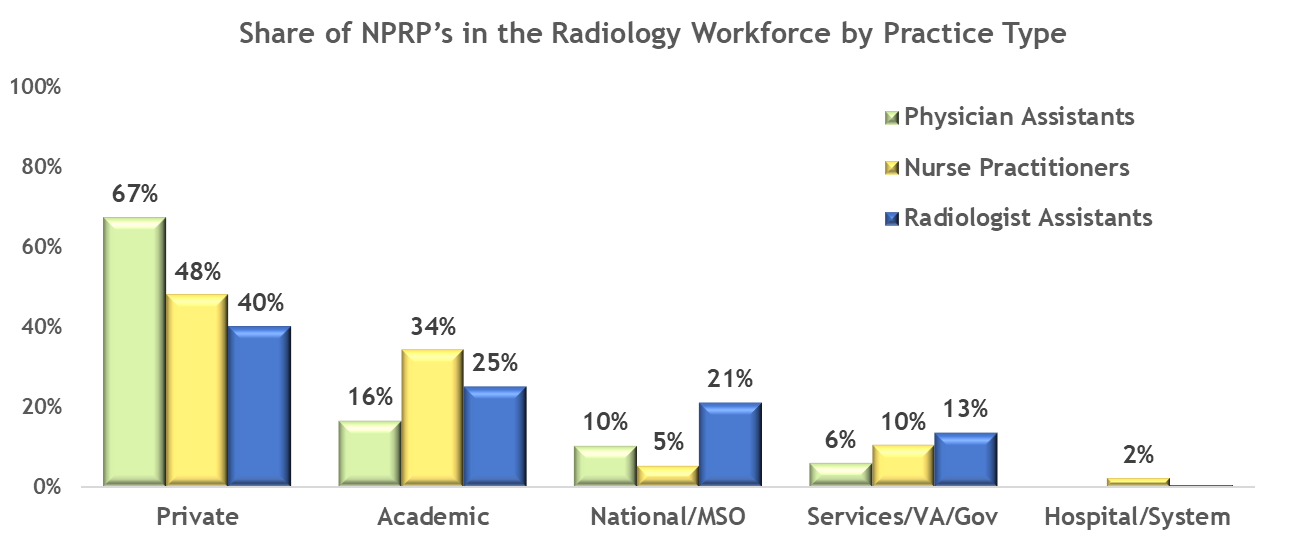 Share of NPRP’s in the Radiology Workforce by Practice Type
100%
80%
60%
40%
20%
0%
Physician Assistants
Nurse Practitioners
Radiologist Assistants
67%
48%
40%
16%
34%
25%
10%
5%
21%
6%
10%
13%
2%
Private
Academic
National/MSO
Services/VA/Gov
Hospital/System